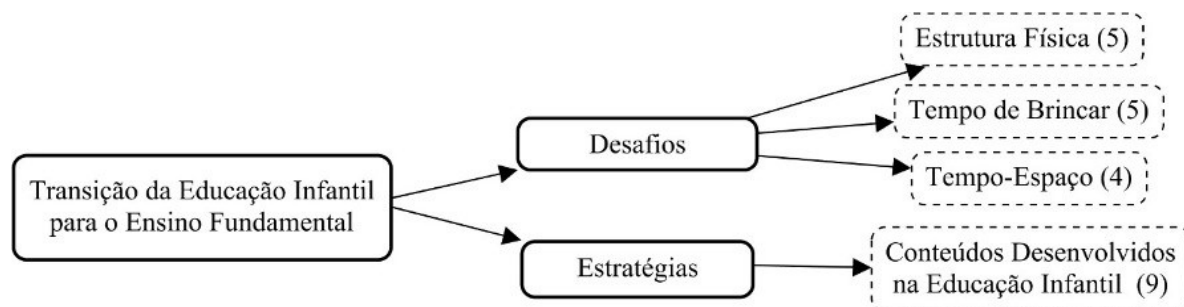 Transição da Educação Infantil
para o Ensino Fundamental
Desafios
Estrutura Física (5)
Tempo de Brincar (5)
Tempo-Espaço (4)
Estratégias
Conteúdos Desenvolvidos
na Educação Infantil (9)